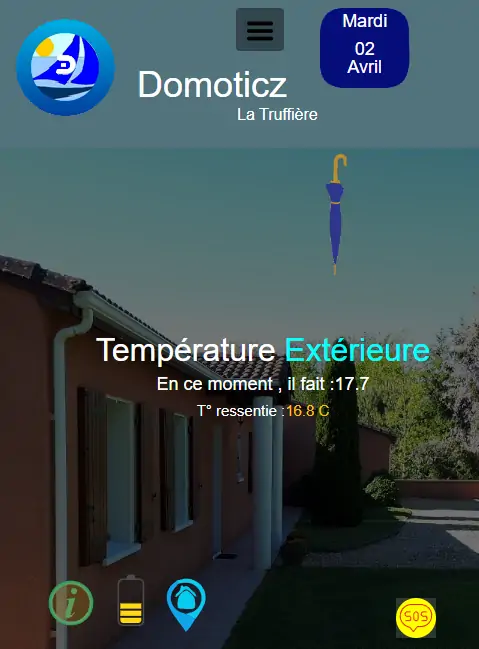 Mardi
02
Avril
Domoticz
La Truffière
Température Extérieure
En ce moment , il fait :17.7
T° ressentie :16.8 C
i
SOS